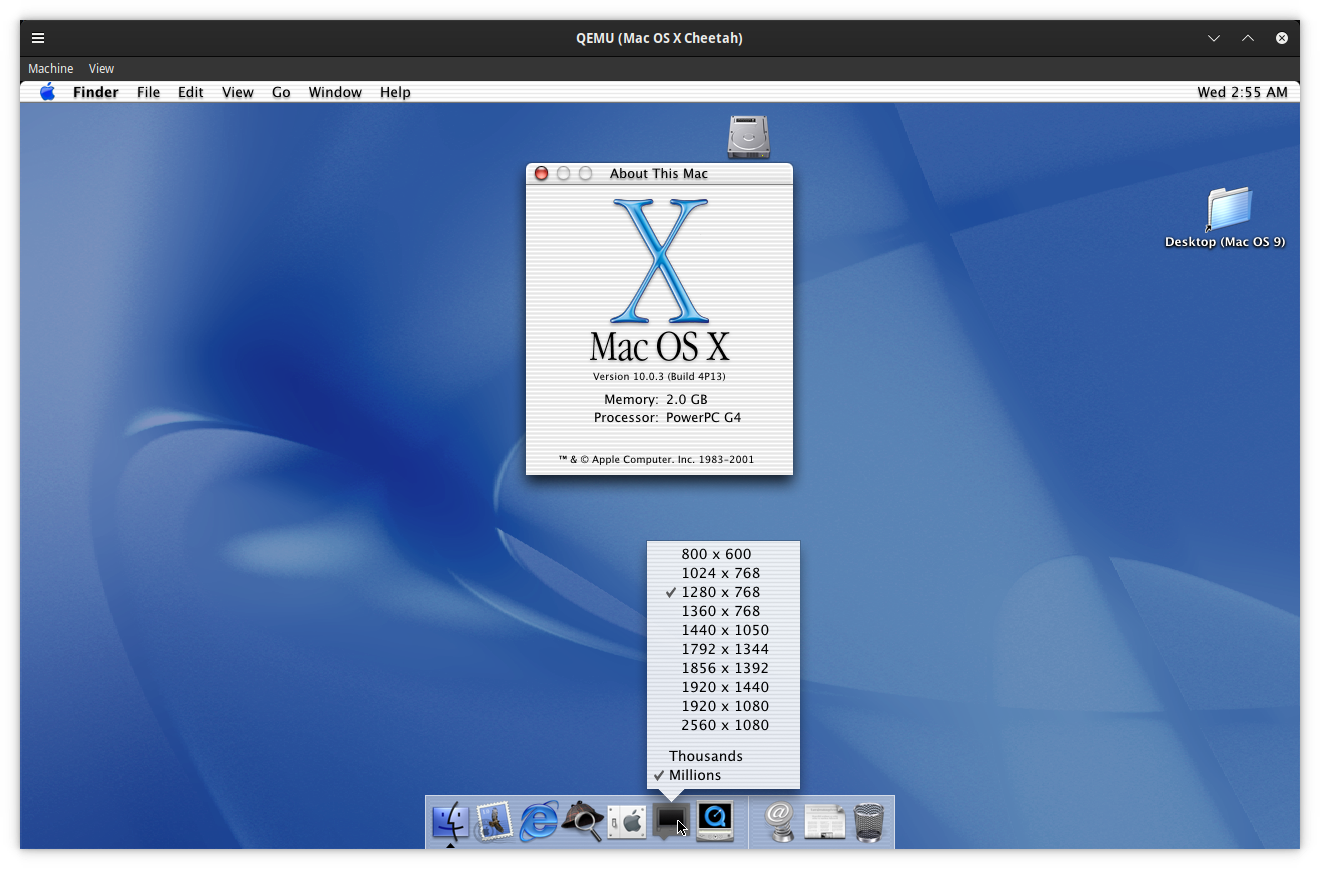 QEMU (Mac OS X Cheetah)
Machine View
Finder File Edit View Go Window Help Wed 2:55 AM
About This Mac
X
Mac OS X
Version 10.0.3 (Build 4P13)
Memory: 2.0 GB
Processor: PowerPC G4
™ & © Apple Computer. Inc. 1983-2001
Desktop (Mac OS 9)
800 x 600
1024 x 768
✓ 1280 x 768
1360 x 768
1440 x 1050
1792 x 1344
1856 x 1392
1920 x 1440
1920 x 1080
2560 x 1080
Thousands
✓ Millions
@